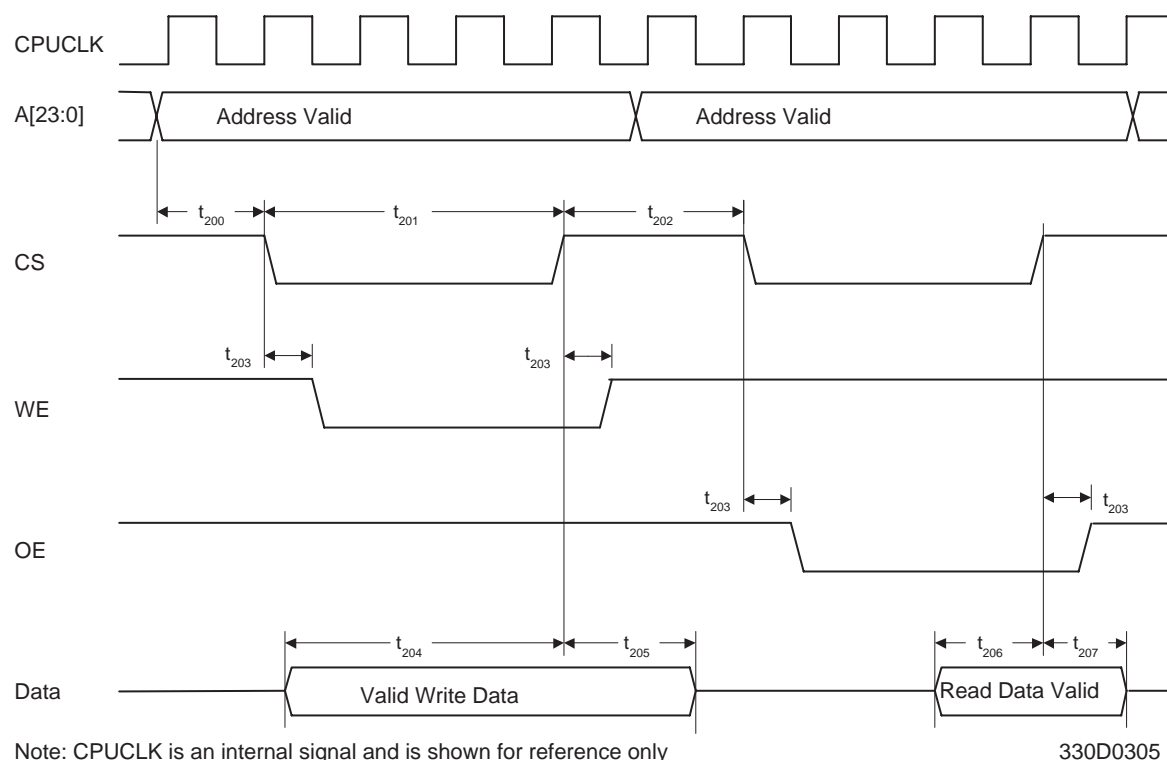 CPUCLK
A[23:0]
Address Valid
Address Valid
t200
t201
t202
CS
t203
t203
WE
t203
t203
OE
t204
t205
t206
t207
Data
Valid Write Data
Read Data Valid
Note: CPUCLK is an internal signal and is shown for reference only
330D0305